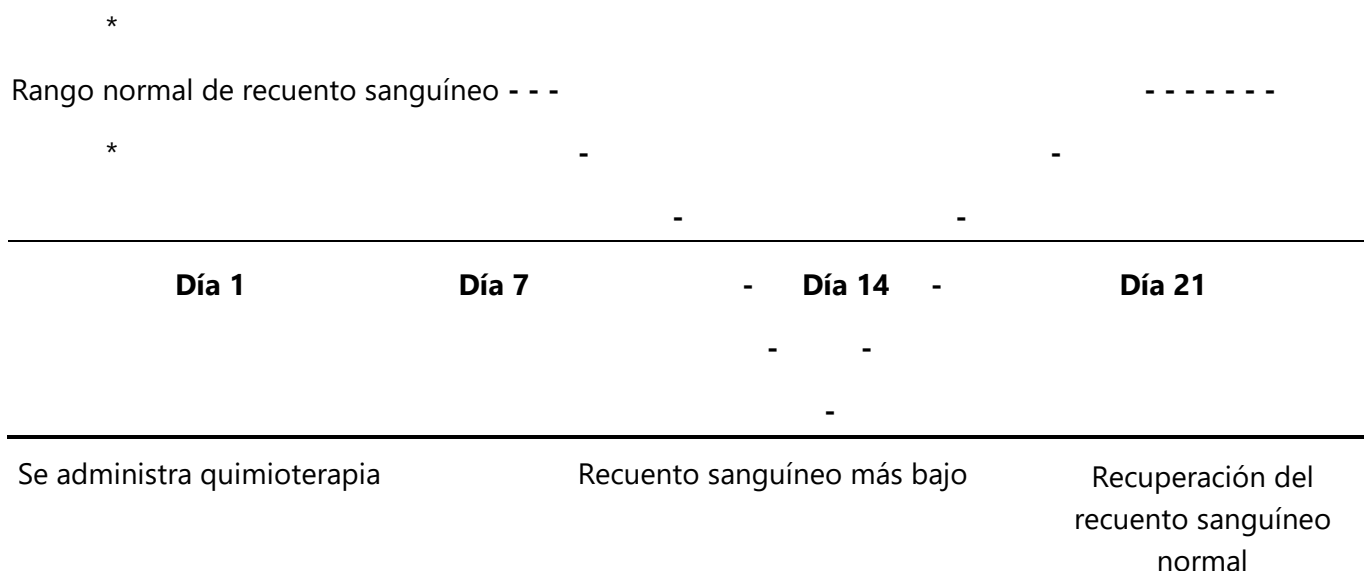 *
Rango normal de recuento sanguíneo - - - - - - - - - -
* - -
- -
Día 1 Día 7 - Día 14 - Día 21
- -
-
Se administra quimioterapia Recuento sanguíneo más bajo Recuperación del
recuento sanguíneo
normal